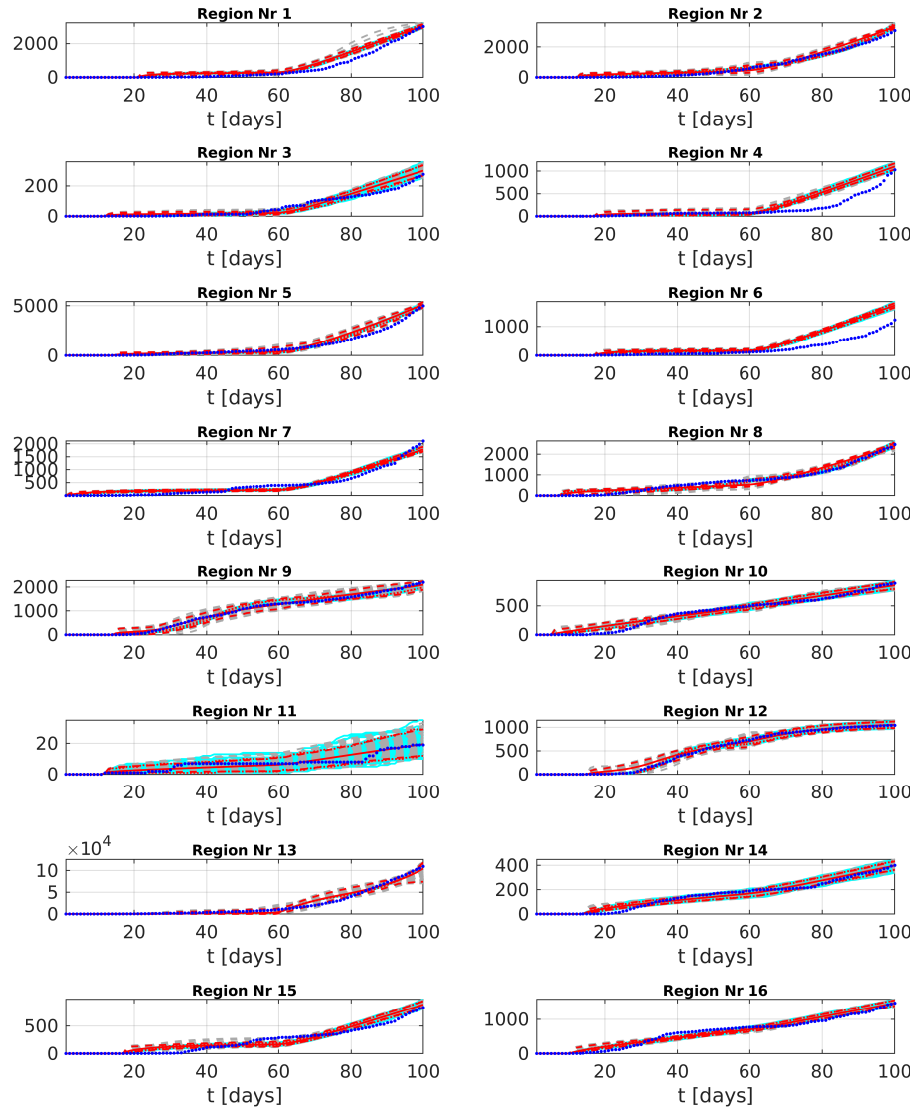 Region Nr 1
2000
0
20 40 60 80 100
t [days]
Region Nr 2
2000
0
20 40 60 80 100
t [days]
Region Nr 3
200
0
20 40 60 80 100
t [days]
Region Nr 4
1000
500
0
20 40 60 80 100
t [days]
Region Nr 5
5000
0
20 40 60 80 100
t [days]
Region Nr 6
1000
0
20 40 60 80 100
t [days]
Region Nr 7
2000
1500
1000
500
20 40 60 80 100
t [days]
Region Nr 8
2000
1000
0
20 40 60 80 100
t [days]
Region Nr 9
2000
1000
0
20 40 60 80 100
t [days]
Region Nr 10
500
0
20 40 60 80 100
t [days]
Region Nr 11
20
0
20 40 60 80 100
t [days]
Region Nr 12
1000
500
0
20 40 60 80 100
t [days]
×10^4
Region Nr 13
10
5
0
20 40 60 80 100
t [days]
Region Nr 14
400
200
0
20 40 60 80 100
t [days]
Region Nr 15
500
0
20 40 60 80 100
t [days]
Region Nr 16
1000
0
20 40 60 80 100
t [days]